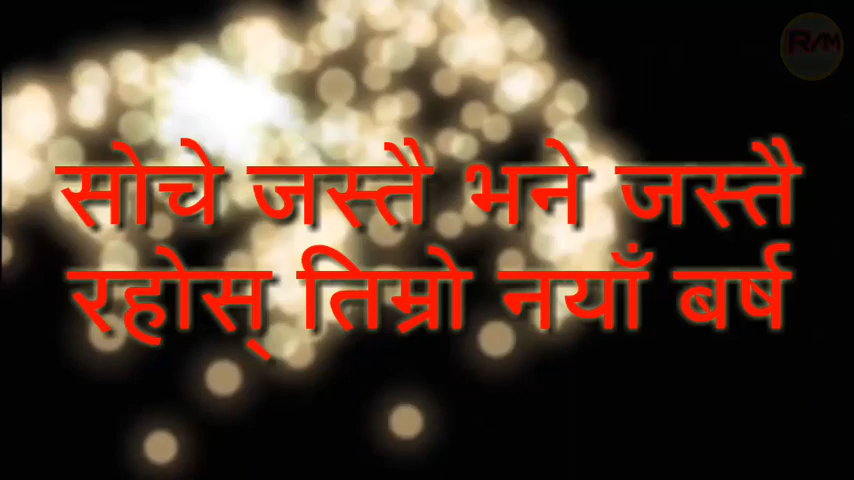 R/M
सोचे जस्तै भने जस्तै
रहोस् तिम्रो नयाँ बर्ष